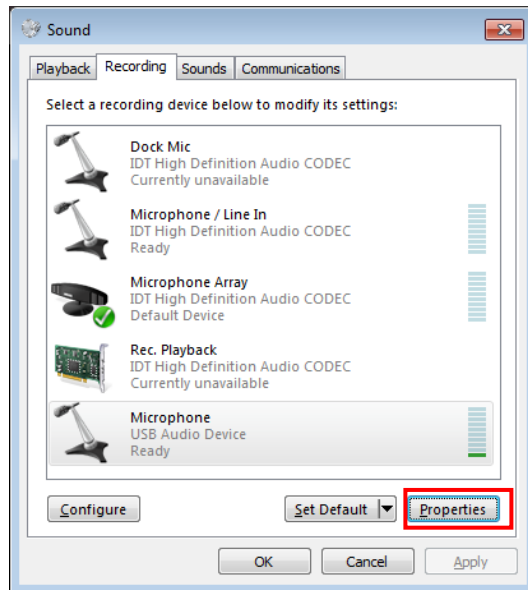 Sound
Playback Recording Sounds Communications
Select a recording device below to modify its settings:
Dock Mic
IDT High Definition Audio CODEC
Currently unavailable
Microphone / Line In
IDT High Definition Audio CODEC
Ready
Microphone Array
IDT High Definition Audio CODEC
Default Device
Rec. Playback
IDT High Definition Audio CODEC
Currently unavailable
Microphone
USB Audio Device
Ready
Configure Set Default Properties
OK Cancel Apply